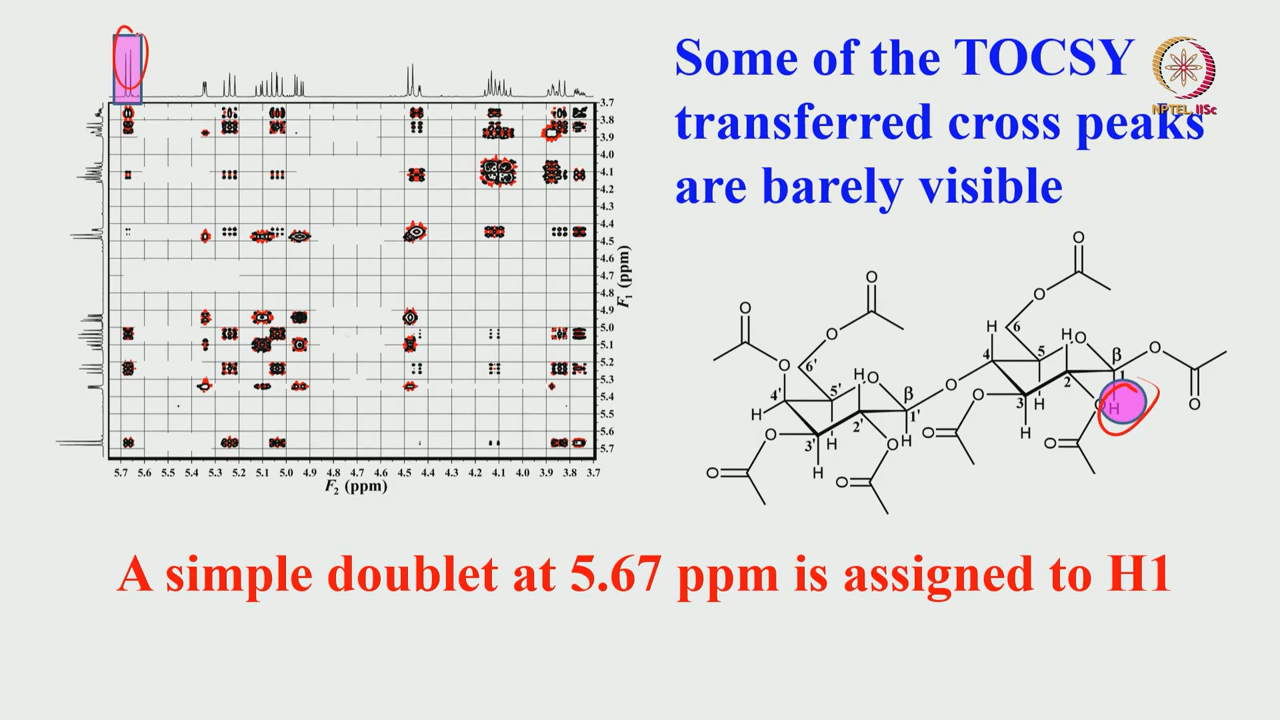 Some of the TOCSY
transferred cross peaks
are barely visible
NPTEL, IISc
3.7
3.8
3.9
4.0
4.1
4.2
4.3
4.4
4.5
4.6
4.7
4.8
4.9
5.0
5.1
5.2
5.3
5.4
5.5
5.6
5.7
F1 (ppm)
5.7 5.6 5.5 5.4 5.3 5.2 5.1 5.0 4.9 4.8 4.7 4.6 4.5 4.4 4.3 4.2 4.1 4.0 3.9 3.8 3.7
F2 (ppm)
O
O
O
O
O
O
H
6
H
O
β
O
4
5
1
6'
H
O
2
O
4'
5'
β
O
O
3
H
O
H
H
2'
1'
O
H
O
3'
H
O
H
O
H
O
H
O
A simple doublet at 5.67 ppm is assigned to H1